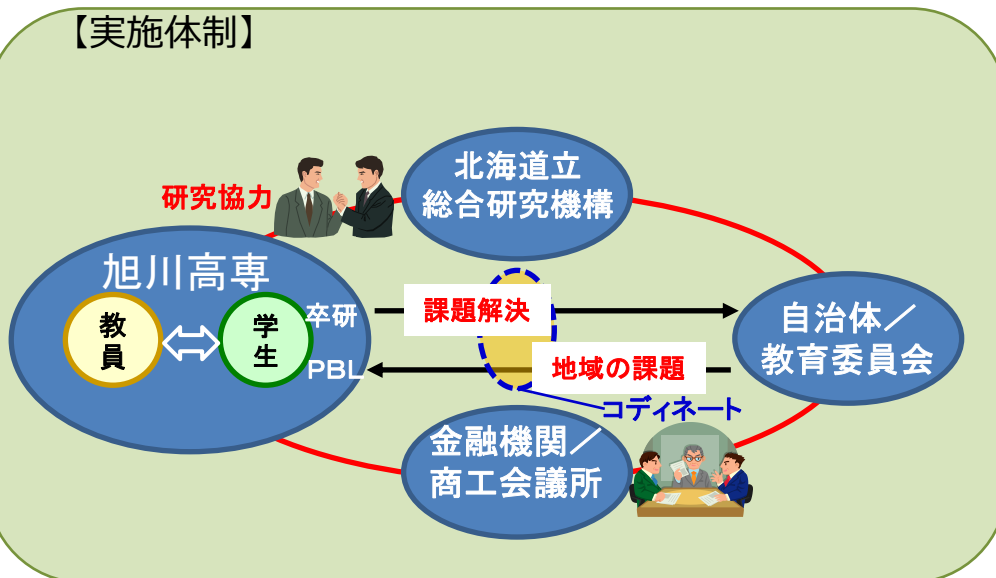 【実施体制】
北海道立
総合研究機構
研究協力
旭川高専
教
員
学
生
卒研
PBL
課題解決
地域の課題
自治体／
教育委員会
コディネート
金融機関／
商工会議所